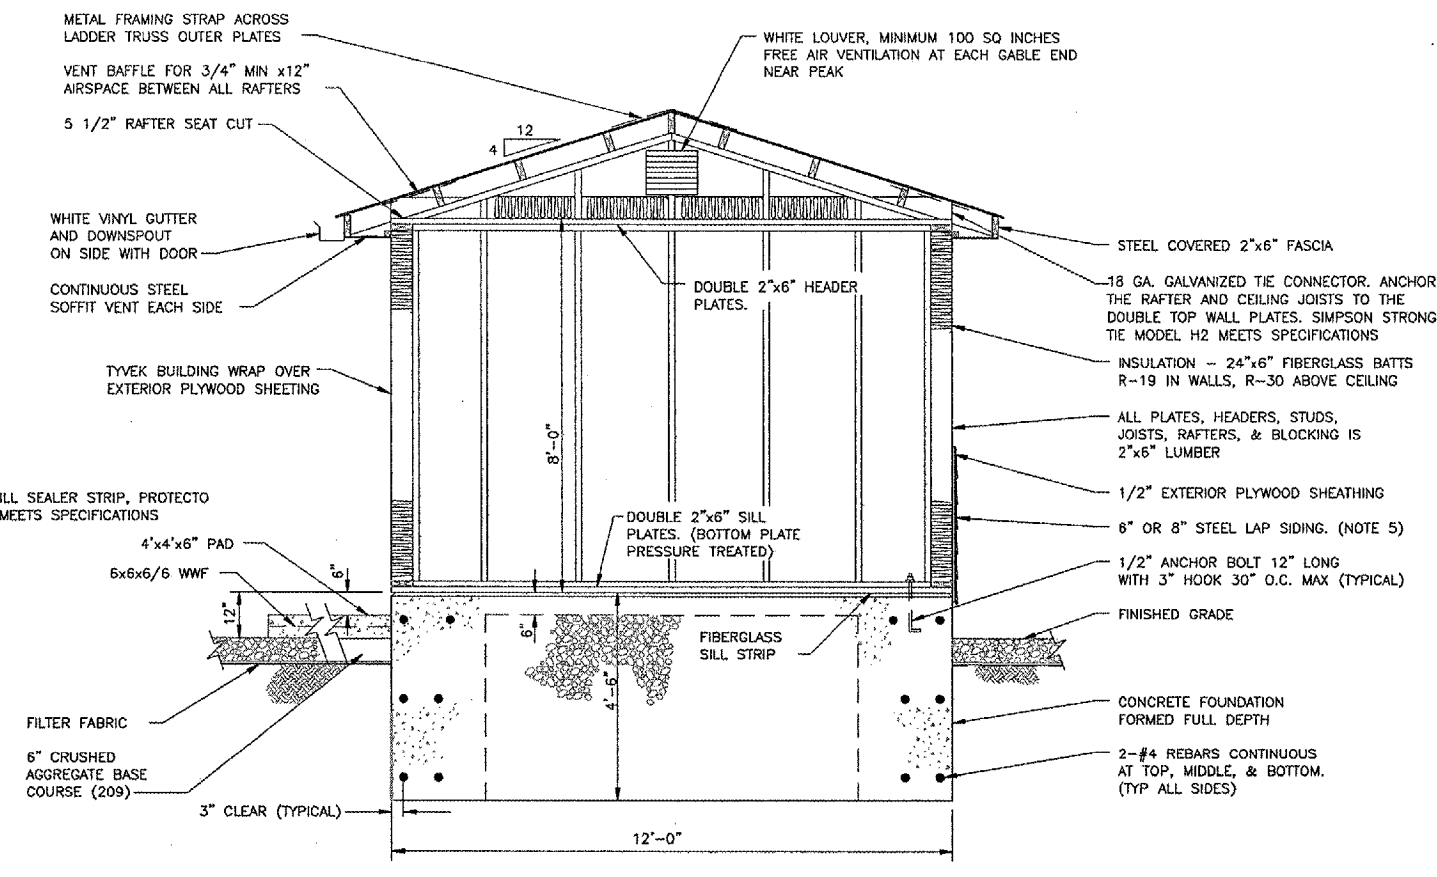 METAL FRAMING STRAP ACROSS
LADDER TRUSS OUTER PLATES
VENT BAFFLE FOR 3/4" MIN x12"
AIRSPACE BETWEEN ALL RAFTERS
5 1/2" RAFTER SEAT CUT
WHITE VINYL GUTTER
AND DOWNSPOUT
ON SIDE WITH DOOR
CONTINUOUS STEEL
SOFFIT VENT EACH SIDE
TYVEK BUILDING WRAP OVER
EXTERIOR PLYWOOD SHEETING
ILL SEALER STRIP, PROTECTO
MEETS SPECIFICATIONS
4'x4'x6" PAD
6x6x6/6 WWF
6"
12"
FILTER FABRIC
6" CRUSHED
AGGREGATE BASE
COURSE (209)
3" CLEAR (TYPICAL)
12
4
DOUBLE 2"x6" HEADER
PLATES.
8'-0"
DOUBLE 2"x6" SILL
PLATES. (BOTTOM PLATE
PRESSURE TREATED)
6"
FIBERGLASS
SILL STRIP
4'-6"
12'-0"
WHITE LOUVER, MINIMUM 100 SQ INCHES
FREE AIR VENTILATION AT EACH GABLE END
NEAR PEAK
STEEL COVERED 2"x6" FASCIA
18 GA. GALVANIZED TIE CONNECTOR. ANCHOR
THE RAFTER AND CEILING JOISTS TO THE
DOUBLE TOP WALL PLATES. SIMPSON STRONG
TIE MODEL H2 MEETS SPECIFICATIONS
INSULATION - 24"x6" FIBERGLASS BATTS
R-19 IN WALLS, R-30 ABOVE CEILING
ALL PLATES, HEADERS, STUDS,
JOISTS, RAFTERS, & BLOCKING IS
2"x6" LUMBER
1/2" EXTERIOR PLYWOOD SHEATHING
6" OR 8" STEEL LAP SIDING. (NOTE 5)
1/2" ANCHOR BOLT 12" LONG
WITH 3" HOOK 30" O.C. MAX (TYPICAL)
FINISHED GRADE
CONCRETE FOUNDATION
FORMED FULL DEPTH
2-#4 REBARS CONTINUOUS
AT TOP, MIDDLE, & BOTTOM.
(TYP ALL SIDES)